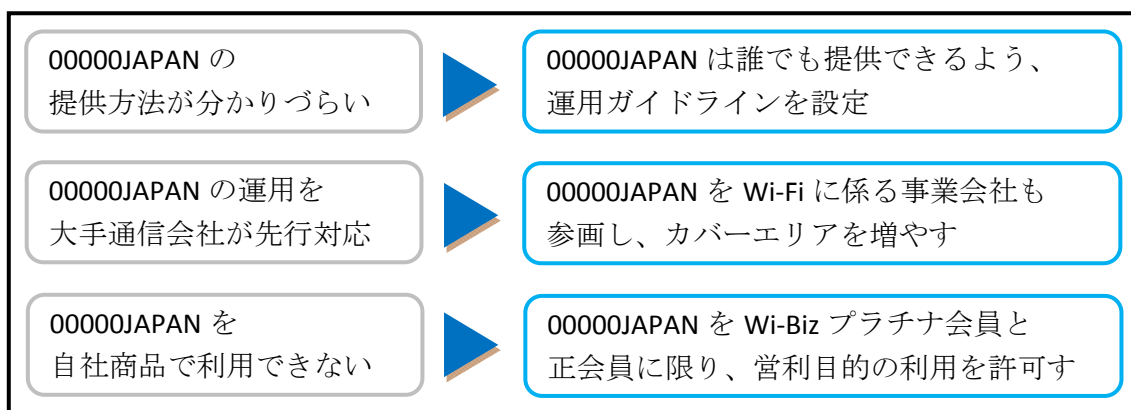 00000JAPAN の
提供方法が分かりづらい
00000JAPAN は誰でも提供できるよう、
運用ガイドラインを設定
00000JAPAN の運用を
大手通信会社が先行対応
00000JAPAN を Wi-Fi に係る事業会社も
参画し、カバーエリアを増やす
00000JAPAN を
自社商品で利用できない
00000JAPAN を Wi-Biz プラチナ会員と
正会員に限り、営利目的の利用を許可す